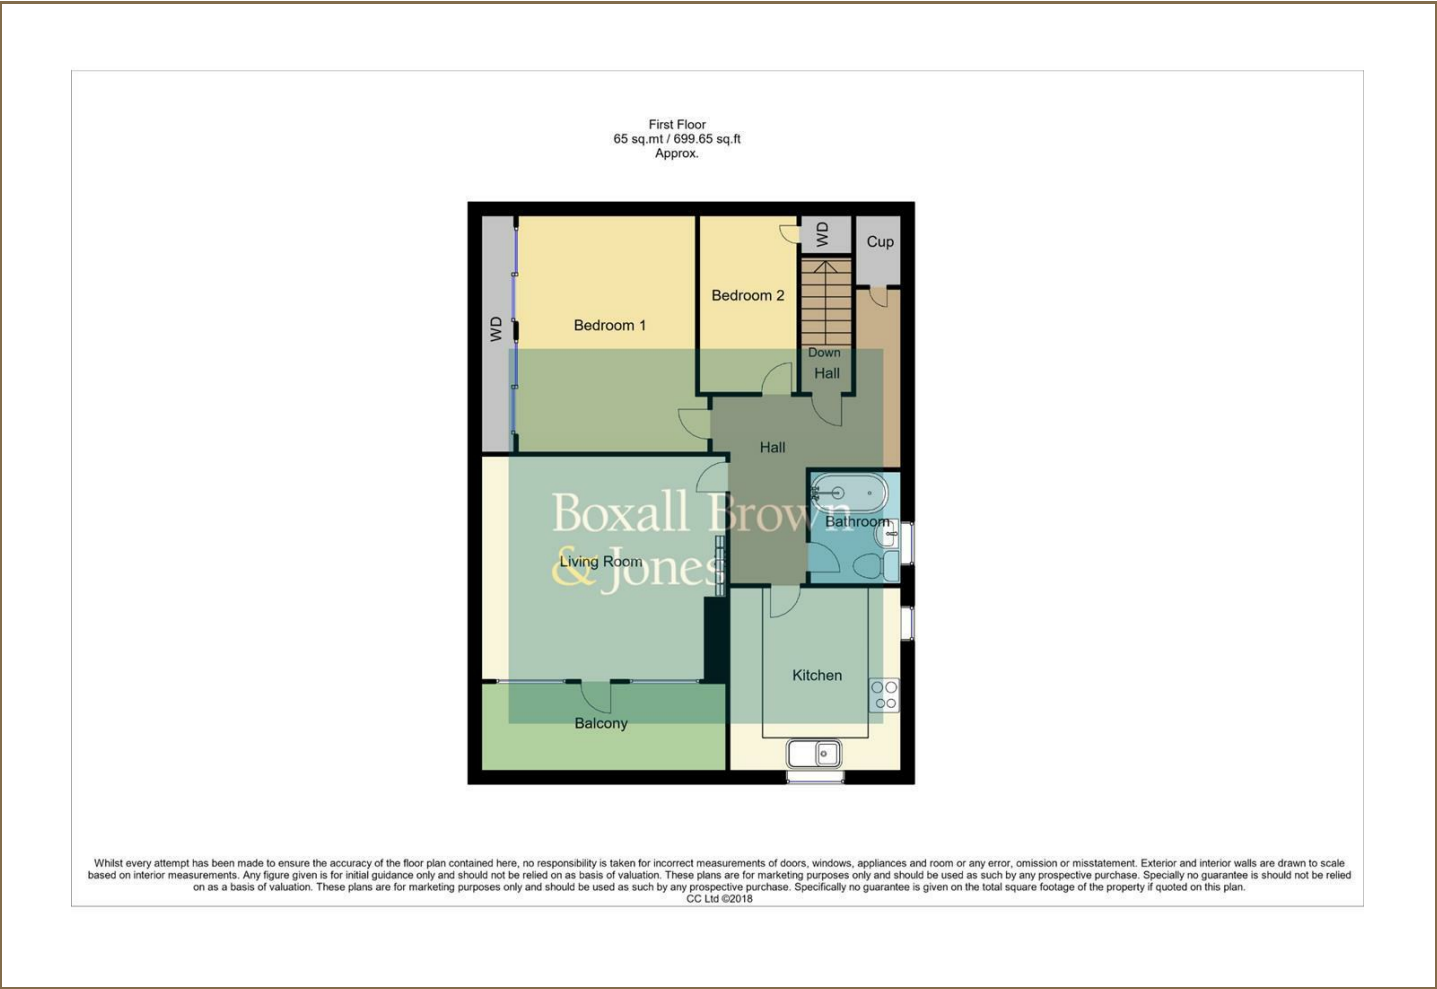 First Floor
65 sq.mt / 699.65 sq.ft
Approx.
WD
Cup
Bedroom 2
Bedroom 1
WD
Down
Hall
Hall
Boxall Brown
& Jones
Bathroom
Living Room
Kitchen
Balcony
Whilst every attempt has been made to ensure the accuracy of the floor plan contained here, no responsibility is taken for incorrect measurements of doors, windows, appliances and room or any error, omission or misstatement. Exterior and interior walls are drawn to scale
based on interior measurements. Any figure given is for initial guidance only and should not be relied on as basis of valuation. These plans are for marketing purposes only and should be used as such by any prospective purchase. Specially no guarantee is should not be relied
on as a basis of valuation. These plans are for marketing purposes only and should be used as such by any prospective purchase. Specifically no guarantee is given on the total square footage of the property if quoted on this plan.
CC Ltd ©2018